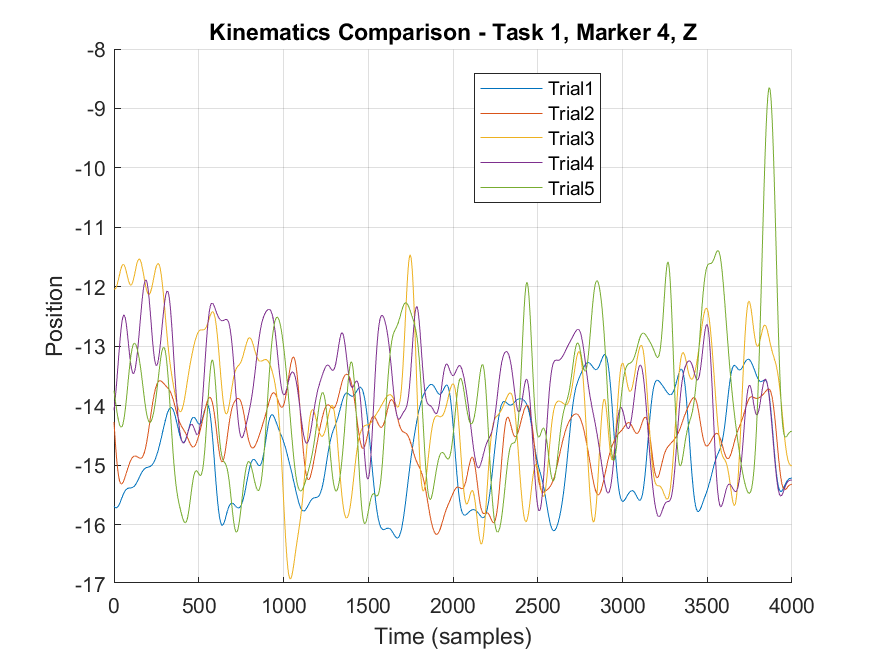 Kinematics Comparison - Task 1, Marker 4, Z
-8
-9
-10
-11
-12
-13
-14
-15
-16
-17
Position
Trial1
Trial2
Trial3
Trial4
Trial5
0 500 1000 1500 2000 2500 3000 3500 4000
Time (samples)